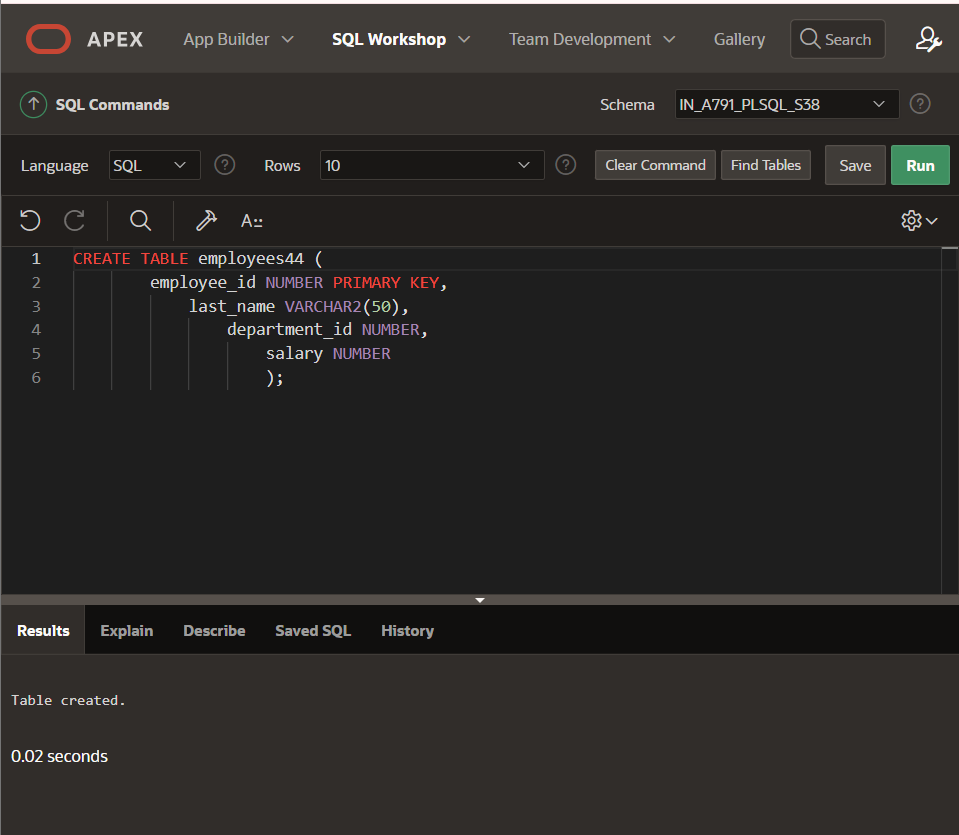 APEX App Builder SQL Workshop Team Development Gallery Search
SQL Commands Schema IN_A791_PLSQL_S38 ?
Language SQL ? Rows 10 ? Clear Command Find Tables Save Run
A::
1 CREATE TABLE employees44 (
2 employee_id NUMBER PRIMARY KEY,
3 last_name VARCHAR2(50),
4 department_id NUMBER,
5 salary NUMBER
6 );
Results Explain Describe Saved SQL History
Table created.
0.02 seconds